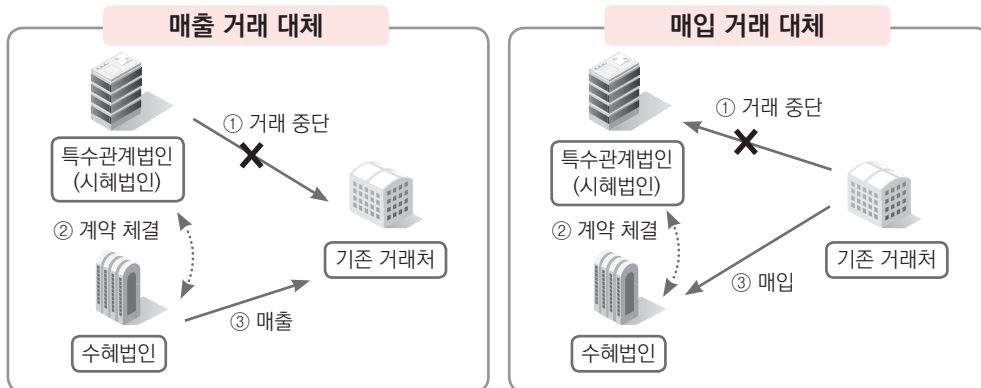 매출 거래 대체
① 거래 중단
특수관계법인
(시혜법인)
② 계약 체결
기존 거래처
③ 매출
수혜법인
매입 거래 대체
① 거래 중단
특수관계법인
(시혜법인)
② 계약 체결
기존 거래처
③ 매입
수혜법인